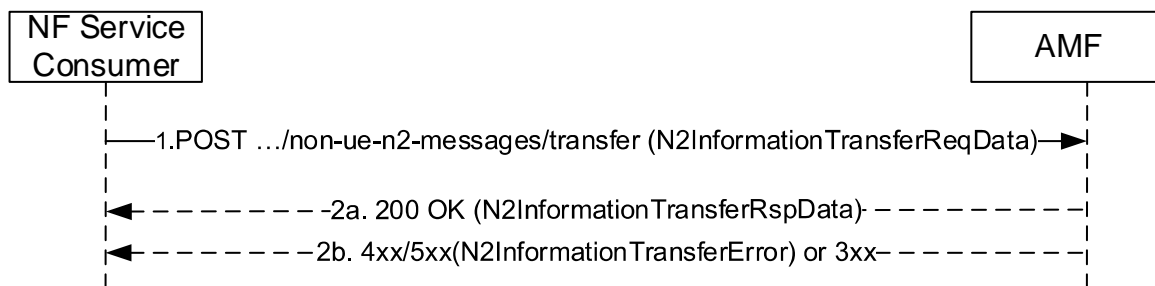 NF Service
Consumer
AMF
1.POST …/non-ue-n2-messages/transfer (N2InformationTransferReqData)
2a. 200 OK (N2InformationTransferRspData)
2b. 4xx/5xx(N2InformationTransferError) or 3xx